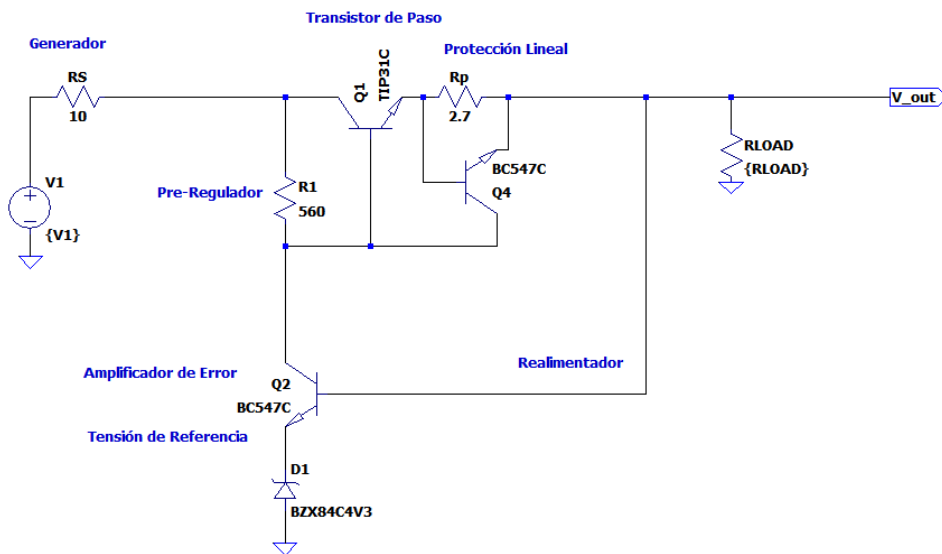 Transistor de Paso
Generador
Protección Lineal
RS
10
Q1
TIP31C
Rp
2.7
V_out
V1
{V1}
Pre-Regulador
R1
560
BC547C
Q4
RLOAD
{RLOAD}
Amplificador de Error
Realimentador
Q2
BC547C
Tensión de Referencia
D1
BZX84C4V3